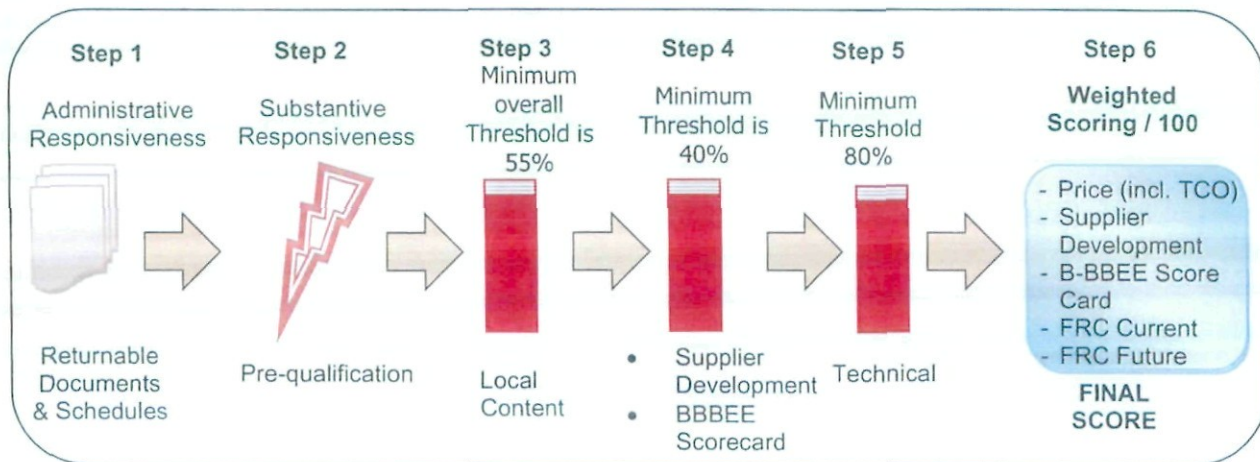 Step 1
Administrative
Responsiveness
Returnable
Documents
& Schedules
Step 2
Substantive
Responsiveness
Pre-qualification
Step 3
Minimum
overall
Threshold is
55%
Local
Content
Step 4
Minimum
Threshold is
40%
• Supplier
Development
• BBBEE
Scorecard
Step 5
Minimum
Threshold
80%
Technical
Step 6
Weighted
Scoring / 100
- Price (incl. TCO)
- Supplier
Development
- B-BBEE Score
Card
- FRC Current
- FRC Future
FINAL
SCORE